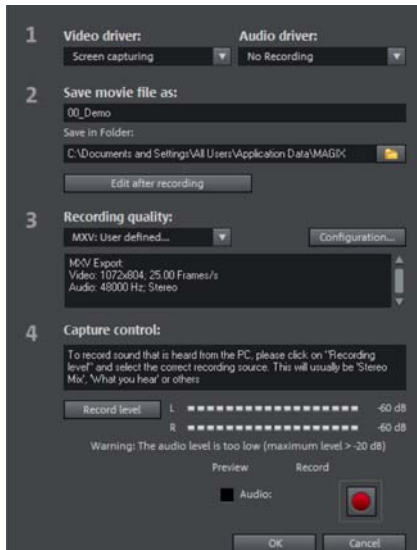 1 Video driver: Audio driver:
Screen capturing No Recording
2 Save movie file as:
00_Demo
Save in Folder:
C:\Documents and Settings\All Users\Application Data\MAGIX
Edit after recording
3 Recording quality:
MXV: User defined... Configuration...
MXV Export
Video: 1072x804; 25.00 Frames/s
Audio: 48000 Hz; Stereo
4 Capture control:
To record sound that is heard from the PC, please click on "Recording
level" and select the correct recording source. This will usually be 'Stereo
Mix', 'What you hear' or others
Record level L -60 dB
R -60 dB
Warning: The audio level is too low (maximum level > -20 dB)
Preview Record
Audio:
OK Cancel